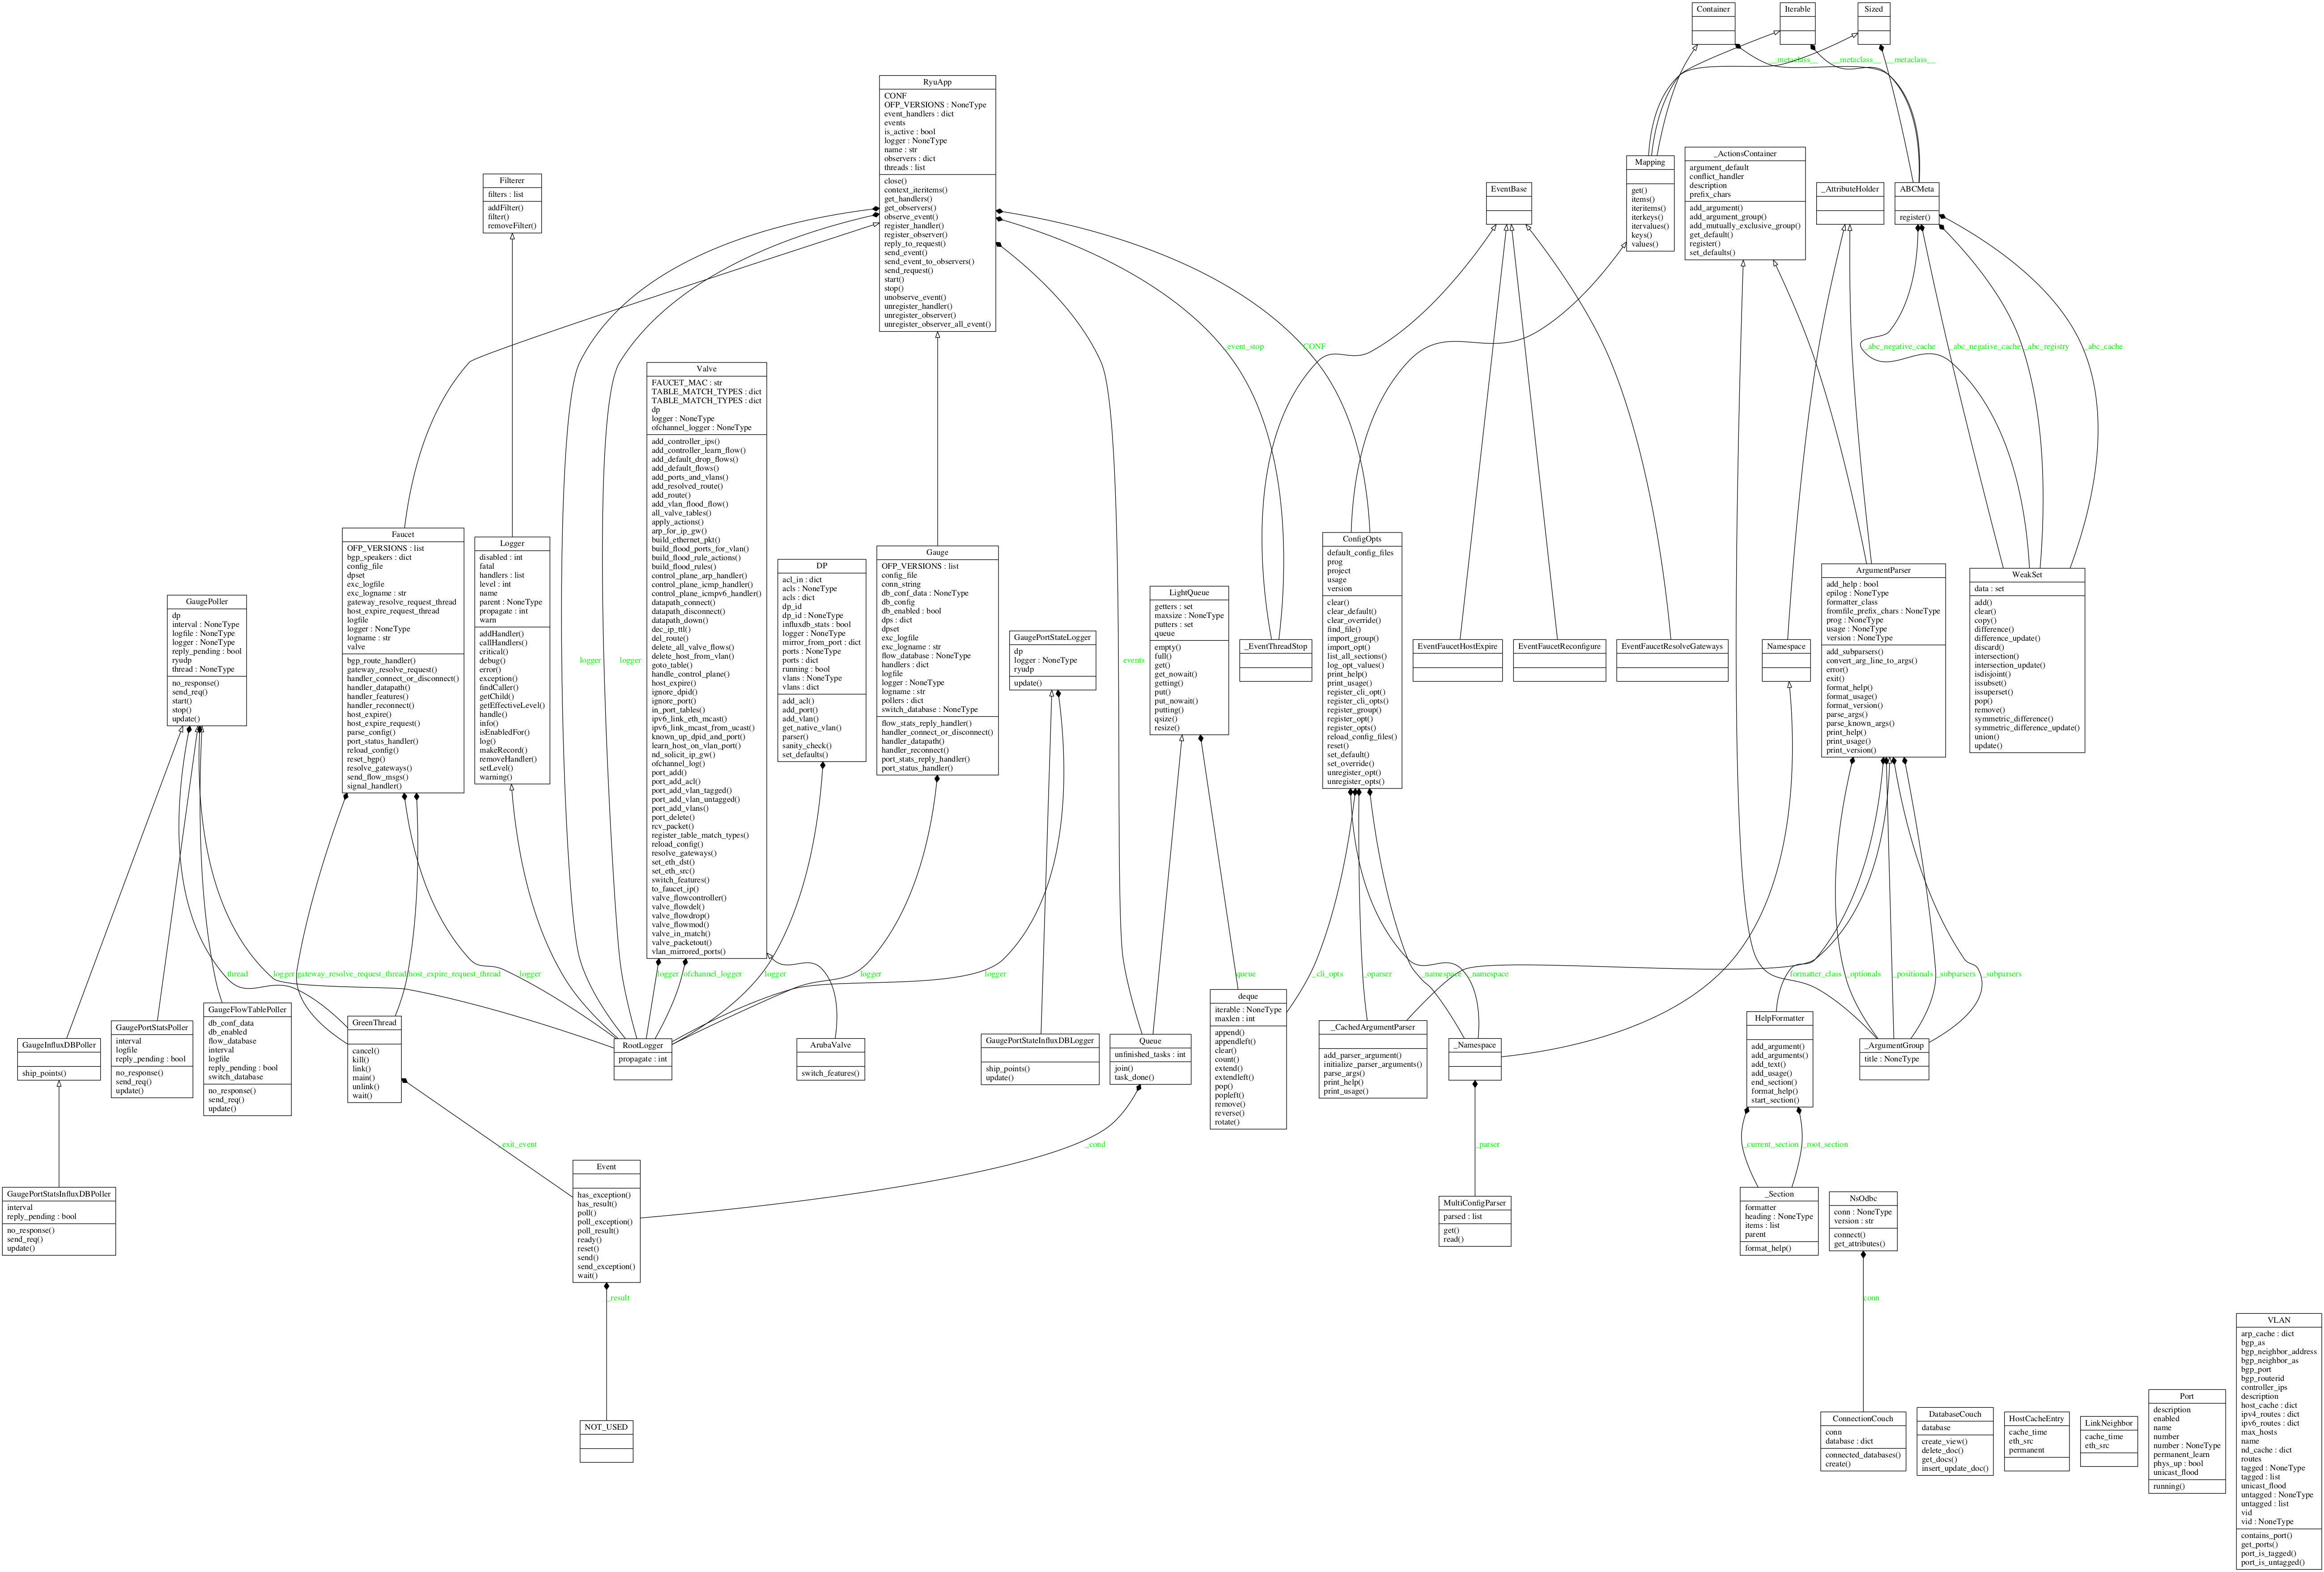 Container
Iterable
Sized
__metaclass__
__metaclass__
__metaclass__
RyuApp
CONF
OFP_VERSIONS : NoneType
event_handlers : dict
events
is_active : bool
logger : NoneType
name : str
observers : dict
threads : list
close()
context_iteritems()
get_handlers()
get_observers()
observe_event()
register_handler()
register_observer()
reply_to_request()
send_event()
send_event_to_observers()
send_request()
start()
stop()
unobserve_event()
unregister_handler()
unregister_observer()
unregister_observer_all_event()
Filterer
filters : list
addFilter()
filter()
removeFilter()
EventBase
Mapping
get()
items()
iteritems()
iterkeys()
itervalues()
keys()
values()
_ActionsContainer
argument_default
conflict_handler
description
prefix_chars
add_argument()
add_argument_group()
add_mutually_exclusive_group()
get_default()
register()
set_defaults()
_AttributeHolder
ABCMeta
register()
_event_stop
CONF
_abc_negative_cache
_abc_negative_cache
_abc_registry
_abc_cache
Valve
FAUCET_MAC : str
TABLE_MATCH_TYPES : dict
TABLE_MATCH_TYPES : dict
dp
logger : NoneType
ofchannel_logger : NoneType
add_controller_ips()
add_controller_learn_flow()
add_default_drop_flows()
add_default_flows()
add_ports_and_vlans()
add_resolved_route()
add_route()
add_vlan_flood_flow()
all_valve_tables()
apply_actions()
arp_for_ip_gw()
build_ethernet_pkt()
build_flood_ports_for_vlan()
build_flood_rule_actions()
build_flood_rules()
control_plane_arp_handler()
control_plane_icmp_handler()
control_plane_icmpv6_handler()
datapath_connect()
datapath_disconnect()
datapath_down()
dec_ip_ttl()
del_route()
delete_all_valve_flows()
delete_host_from_vlan()
goto_table()
handle_control_plane()
host_expire()
ignore_dpid()
ignore_port()
in_port_tables()
ipv6_link_eth_mcast()
ipv6_link_mcast_from_ucast()
known_up_dpid_and_port()
learn_host_on_vlan_port()
nd_solicit_ip_gw()
ofchannel_log()
port_add()
port_add_acl()
port_add_vlan_tagged()
port_add_vlan_untagged()
port_add_vlans()
port_delete()
rcv_packet()
register_table_match_types()
reload_config()
resolve_gateways()
set_eth_dst()
set_eth_src()
switch_features()
to_faucet_ip()
valve_flowcontroller()
valve_flowdel()
valve_flowdrop()
valve_flowmod()
valve_in_match()
valve_packetout()
vlan_mirrored_ports()
GaugePoller
dp
interval : NoneType
logfile : NoneType
logger : NoneType
reply_pending : bool
ryudp
thread : NoneType
no_response()
send_req()
start()
stop()
update()
Faucet
OFP_VERSIONS : list
bgp_speakers : dict
config_file
dpset
exc_logfile
exc_logname : str
gateway_resolve_request_thread
host_expire_request_thread
logfile
logger : NoneType
logname : str
valve
bgp_route_handler()
gateway_resolve_request()
handler_connect_or_disconnect()
handler_datapath()
handler_features()
handler_reconnect()
host_expire()
host_expire_request()
parse_config()
port_status_handler()
reload_config()
reset_bgp()
resolve_gateways()
send_flow_msgs()
signal_handler()
Logger
disabled : int
fatal
handlers : list
level : int
name
parent : NoneType
propagate : int
warn
addHandler()
callHandlers()
critical()
debug()
error()
exception()
findCaller()
getChild()
getEffectiveLevel()
handle()
info()
isEnabledFor()
log()
makeRecord()
removeHandler()
setLevel()
warning()
logger
logger
DP
acl_in : dict
acls : NoneType
acls : dict
dp_id
dp_id : NoneType
influxdb_stats : bool
logger : NoneType
mirror_from_port : dict
ports : NoneType
ports : dict
running : bool
vlans : NoneType
vlans : dict
add_acl()
add_port()
add_vlan()
get_native_vlan()
parser()
sanity_check()
set_defaults()
Gauge
OFP_VERSIONS : list
config_file
conn_string
db_conf_data : NoneType
db_config
db_enabled : bool
dps : dict
dpset
exc_logfile
exc_logname : str
flow_database : NoneType
handlers : dict
logfile
logger : NoneType
logname : str
pollers : dict
switch_database : NoneType
flow_stats_reply_handler()
handler_connect_or_disconnect()
handler_datapath()
handler_reconnect()
port_stats_reply_handler()
port_status_handler()
GaugePortStateLogger
dp
logger : NoneType
ryudp
update()
events
LightQueue
getters : set
maxsize : NoneType
putters : set
queue
empty()
full()
get()
get_nowait()
getting()
put()
put_nowait()
putting()
qsize()
resize()
_EventThreadStop
ConfigOpts
default_config_files
prog
project
usage
version
clear()
clear_default()
clear_override()
find_file()
import_group()
import_opt()
list_all_sections()
log_opt_values()
print_help()
print_usage()
register_cli_opt()
register_cli_opts()
register_group()
register_opt()
register_opts()
reload_config_files()
reset()
set_default()
set_override()
unregister_opt()
unregister_opts()
EventFaucetHostExpire
EventFaucetReconfigure
EventFaucetResolveGateways
Namespace
ArgumentParser
add_help : bool
epilog : NoneType
formatter_class
fromfile_prefix_chars : NoneType
prog : NoneType
usage : NoneType
version : NoneType
add_subparsers()
convert_arg_line_to_args()
error()
exit()
format_help()
format_usage()
format_version()
parse_args()
parse_known_args()
print_help()
print_usage()
print_version()
WeakSet
data : set
add()
clear()
copy()
difference()
difference_update()
discard()
intersection()
intersection_update()
isdisjoint()
issubset()
issuperset()
pop()
remove()
symmetric_difference()
symmetric_difference_update()
union()
update()
thread
logger
gateway_resolve_request_thread
host_expire_request_thread
logger
logger
ofchannel_logger
logger
logger
logger
queue
_cli_opts
_oparser
_namespace
_namespace
formatter_class
_optionals
_positionals
_subparsers
_subparsers
GaugeInfluxDBPoller
ship_points()
GaugePortStatsPoller
interval
logfile
reply_pending : bool
no_response()
send_req()
update()
GaugeFlowTablePoller
db_conf_data
db_enabled
flow_database
interval
logfile
reply_pending : bool
switch_database
no_response()
send_req()
update()
GreenThread
cancel()
kill()
link()
main()
unlink()
wait()
RootLogger
propagate : int
ArubaValve
switch_features()
GaugePortStateInfluxDBLogger
ship_points()
update()
Queue
unfinished_tasks : int
join()
task_done()
deque
iterable : NoneType
maxlen : int
append()
appendleft()
clear()
count()
extend()
extendleft()
pop()
popleft()
remove()
reverse()
rotate()
_CachedArgumentParser
add_parser_argument()
initialize_parser_arguments()
parse_args()
print_help()
print_usage()
_Namespace
HelpFormatter
add_argument()
add_arguments()
add_text()
add_usage()
end_section()
format_help()
start_section()
_ArgumentGroup
title : NoneType
_exit_event
_cond
_parser
_current_section
_root_section
GaugePortStatsInfluxDBPoller
interval
reply_pending : bool
no_response()
send_req()
update()
Event
has_exception()
has_result()
poll()
poll_exception()
poll_result()
ready()
reset()
send()
send_exception()
wait()
MultiConfigParser
parsed : list
get()
read()
_Section
formatter
heading : NoneType
items : list
parent
format_help()
NsOdbc
conn : NoneType
version : str
connect()
get_attributes()
_result
conn
NOT_USED
ConnectionCouch
conn
database : dict
connected_databases()
create()
DatabaseCouch
database
create_view()
delete_doc()
get_docs()
insert_update_doc()
HostCacheEntry
cache_time
eth_src
permanent
LinkNeighbor
cache_time
eth_src
Port
description
enabled
name
number
number : NoneType
permanent_learn
phys_up : bool
unicast_flood
running()
VLAN
arp_cache : dict
bgp_as
bgp_neighbor_address
bgp_neighbor_as
bgp_port
bgp_routerid
controller_ips
description
host_cache : dict
ipv4_routes : dict
ipv6_routes : dict
max_hosts
name
nd_cache : dict
routes
tagged : NoneType
tagged : list
unicast_flood
untagged : NoneType
untagged : list
vid
vid : NoneType
contains_port()
get_ports()
port_is_tagged()
port_is_untagged()